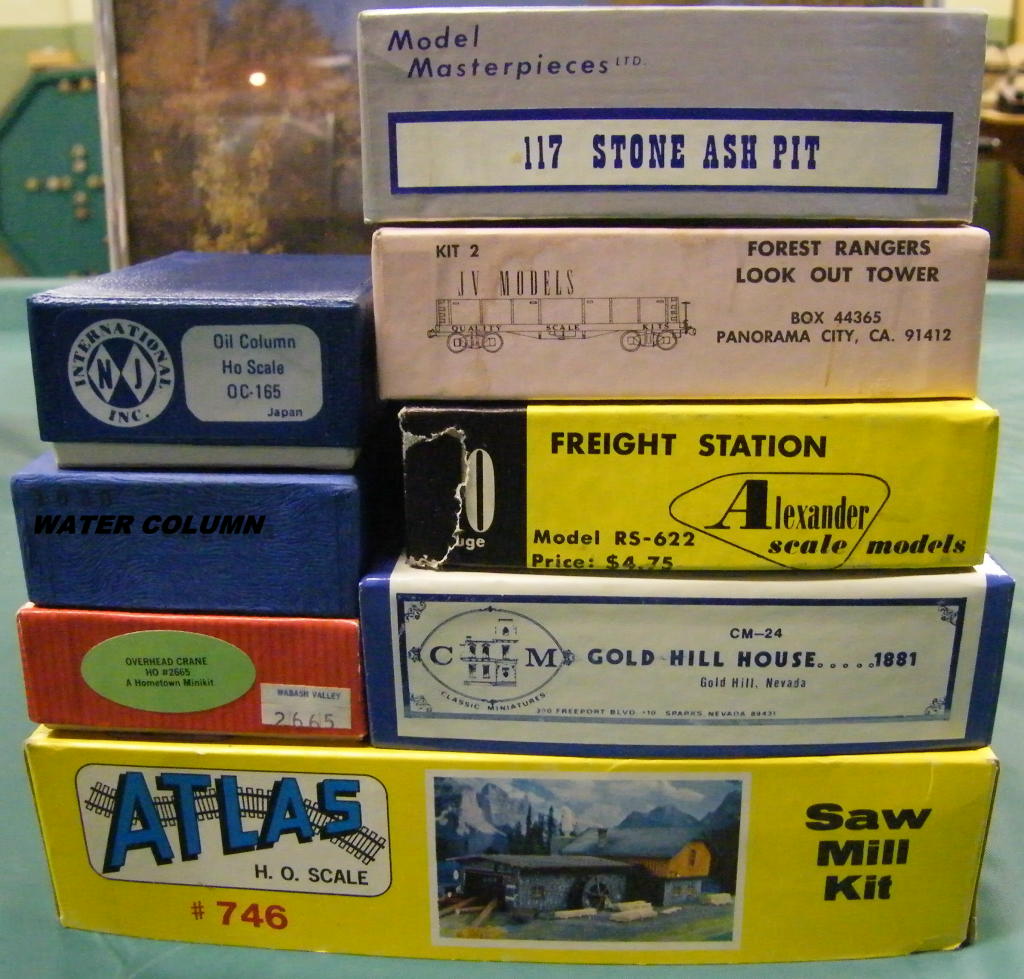 Model
Masterpieces LTD.
117 STONE ASH PIT
KIT 2
JV MODELS
QUALITY SCALE KITS
FOREST RANGERS
LOOK OUT TOWER
BOX 44365
PANORAMA CITY, CA. 91412
INTERNATIONAL
NJ
INC.
Oil Column
Ho Scale
OC-165
Japan
FREIGHT STATION
Alexander
scale models
Model RS-622
Price: $4.75
WATER COLUMN
CM-24
C M
GOLD HILL HOUSE.....1881
Gold Hill, Nevada
CLASSIC MINIATURES
FREEPORT BLVD. SPARKS NEVADA 89431
OVERHEAD CRANE
HO #2665
A Hometown Minikit
WABASH VALLEY
2665
ATLAS
H. O. SCALE
# 746
Saw
Mill
Kit